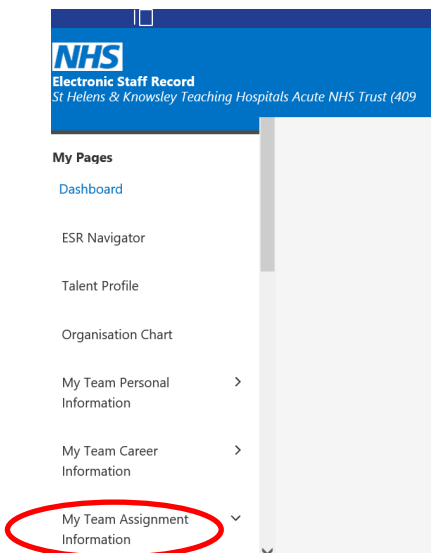 NHS
Electronic Staff Record
St Helens & Knowsley Teaching Hospitals Acute NHS Trust (409
My Pages
Dashboard
ESR Navigator
Talent Profile
Organisation Chart
My Team Personal
Information
My Team Career
Information
My Team Assignment
Information